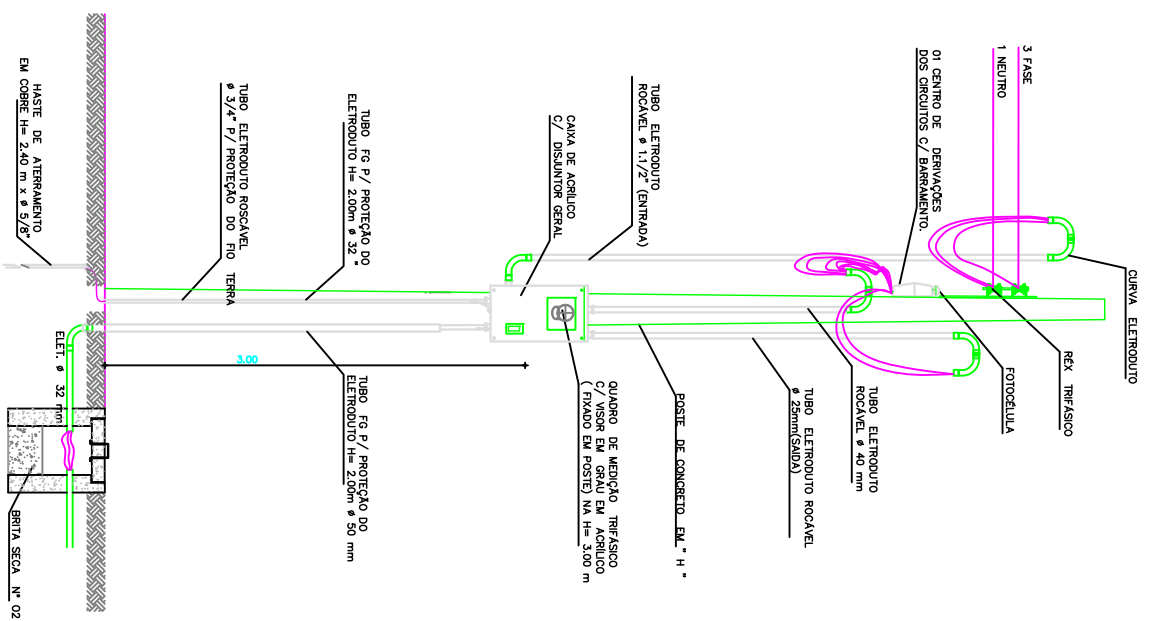 CURVA ELETRODUTO
RÉX TRIFÁSICO
FOTOCÉLULA
3 FASE
1 NEUTRO
01 CENTRO DE DERIVAÇÕES
DOS CIRCUITOS C/ BARRAMENTO.
TUBO ELETRODUTO
ROCÁVEL ø 40 mm
TUBO ELETRODUTO ROCÁVEL
ø 25mm(SAIDA)
POSTE DE CONCRETO EM " H "
TUBO ELETRODUTO
ROCÁVEL ø 1.1/2" (ENTRADA)
CAIXA DE ACRÍLICO
C/ DISJUNTOR GERAL
QUADRO DE MEDIÇÃO TRIFÁSICO
C/ VISOR EM GRAU EM ACRÍLICO
( FIXADO EM POSTE) NA H= 3.00 m
TUBO FG P/ PROTEÇÃO DO
ELETRODUTO H= 2.00m ø 32 "
TUBO FG P/ PROTEÇÃO DO
ELETRODUTO H= 2.00m ø 50 mm
3.00
TUBO ELETRODUTO ROSCÁVEL
ø 3/4" P/ PROTEÇÃO DO FIO TERRA
ELET. ø 32 mm
HASTE DE ATERRAMENTO
EM COBRE H= 2.40 m x ø 5/8"
BRITA SECA N° 02